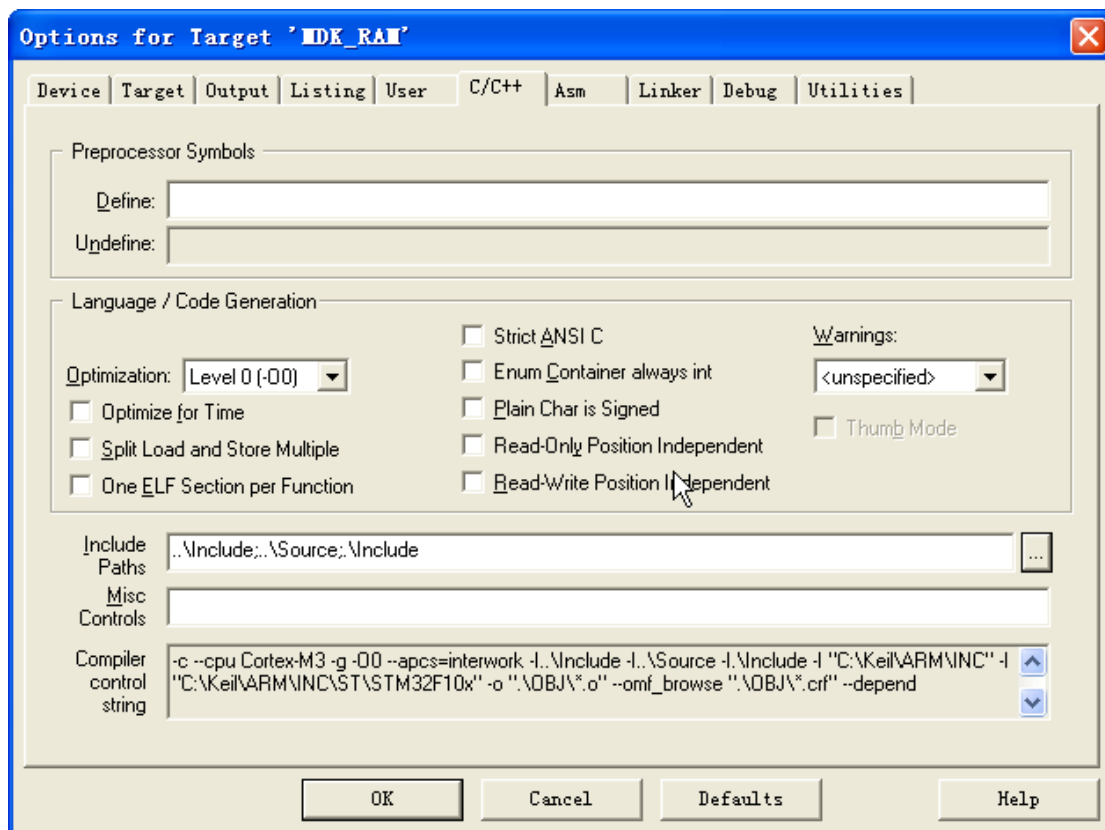 Options for Target 'MDK_RAM'
Device Target Output Listing User C/C++ Asm Linker Debug Utilities
Preprocessor Symbols
Define:
Undefine:
Language / Code Generation
Strict ANSI C
Warnings:
Optimization: Level 0 (-O0)
Enum Container always int
<unspecified>
Optimize for Time
Plain Char is Signed
Thumb Mode
Split Load and Store Multiple
Read-Only Position Independent
One ELF Section per Function
Read-Write Position Independent
Include Paths
..\Include;..\Source;.\Include
...
Misc Controls
Compiler control string
-c --cpu Cortex-M3 -g -O0 --apcs=interwork -I..\Include -I..\Source -I.\Include -I "C:\Keil\ARM\INC" -I
"C:\Keil\ARM\INC\ST\STM32F10x" -o ".\OBJ\*.o" --omf_browse ".\OBJ\*.crf" --depend
OK Cancel Defaults Help